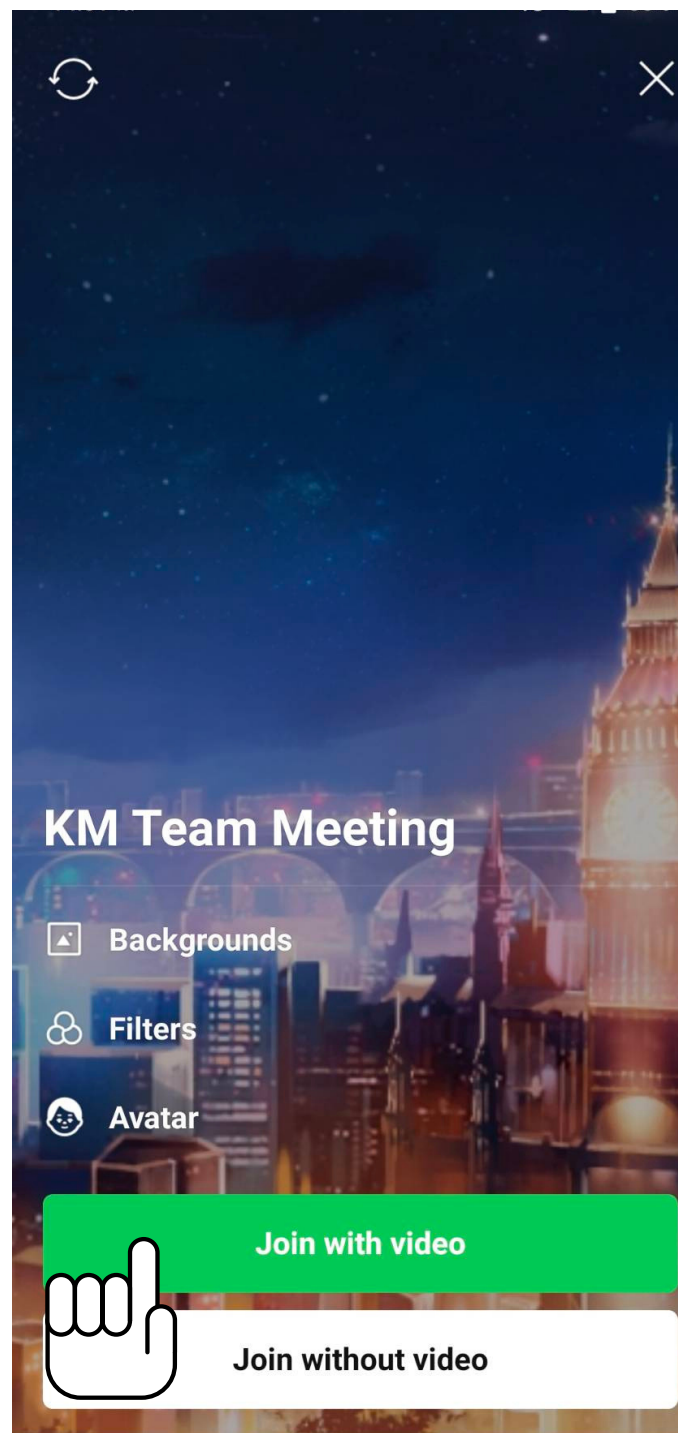 KM Team Meeting
Backgrounds
Filters
Avatar
Join with video
Join without video